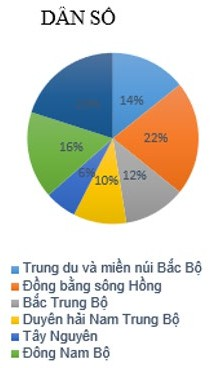 DÂN SỐ
14%
22%
12%
10%
6%
16%
Trung du và miền núi Bắc Bộ
Đồng bằng sông Hồng
Bắc Trung Bộ
Duyên hải Nam Trung Bộ
Tây Nguyên
Đông Nam Bộ